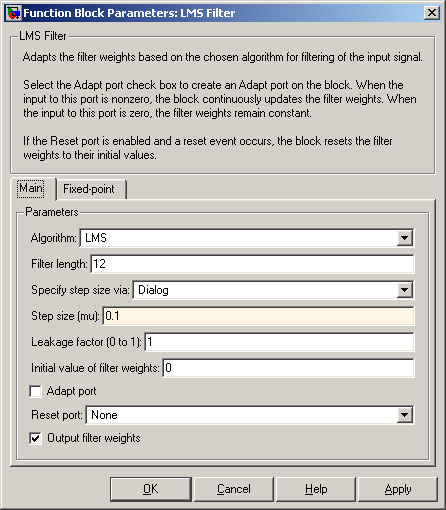 Function Block Parameters: LMS Filter
LMS Filter
Adapts the filter weights based on the chosen algorithm for filtering of the input signal.
Select the Adapt port check box to create an Adapt port on the block. When the
input to this port is nonzero, the block continuously updates the filter weights. When
the input to this port is zero, the filter weights remain constant.
If the Reset port is enabled and a reset event occurs, the block resets the filter
weights to their initial values.
Main Fixed-point
Parameters
Algorithm: LMS
Filter length: 12
Specify step size via: Dialog
Step size (mu): 0.1
Leakage factor (0 to 1): 1
Initial value of filter weights: 0
Adapt port
Reset port: None
Output filter weights
OK Cancel Help Apply